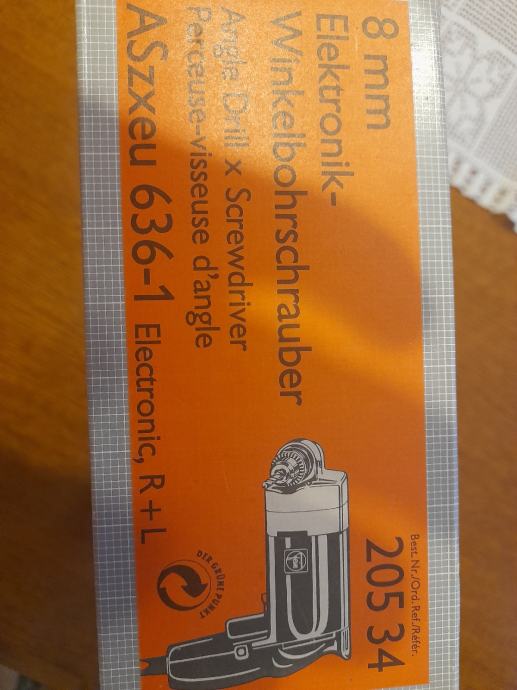 8 mm
Elektronik-
Winkelbohrschrauber
Angle Drill x Screwdriver
Perceuse-visseuse d'angle
ASzxeu 636-1 Electronic, R+L
Best. Nr./Ord. Ref./Référ.
205 34
DER GRÜNE PUNKT